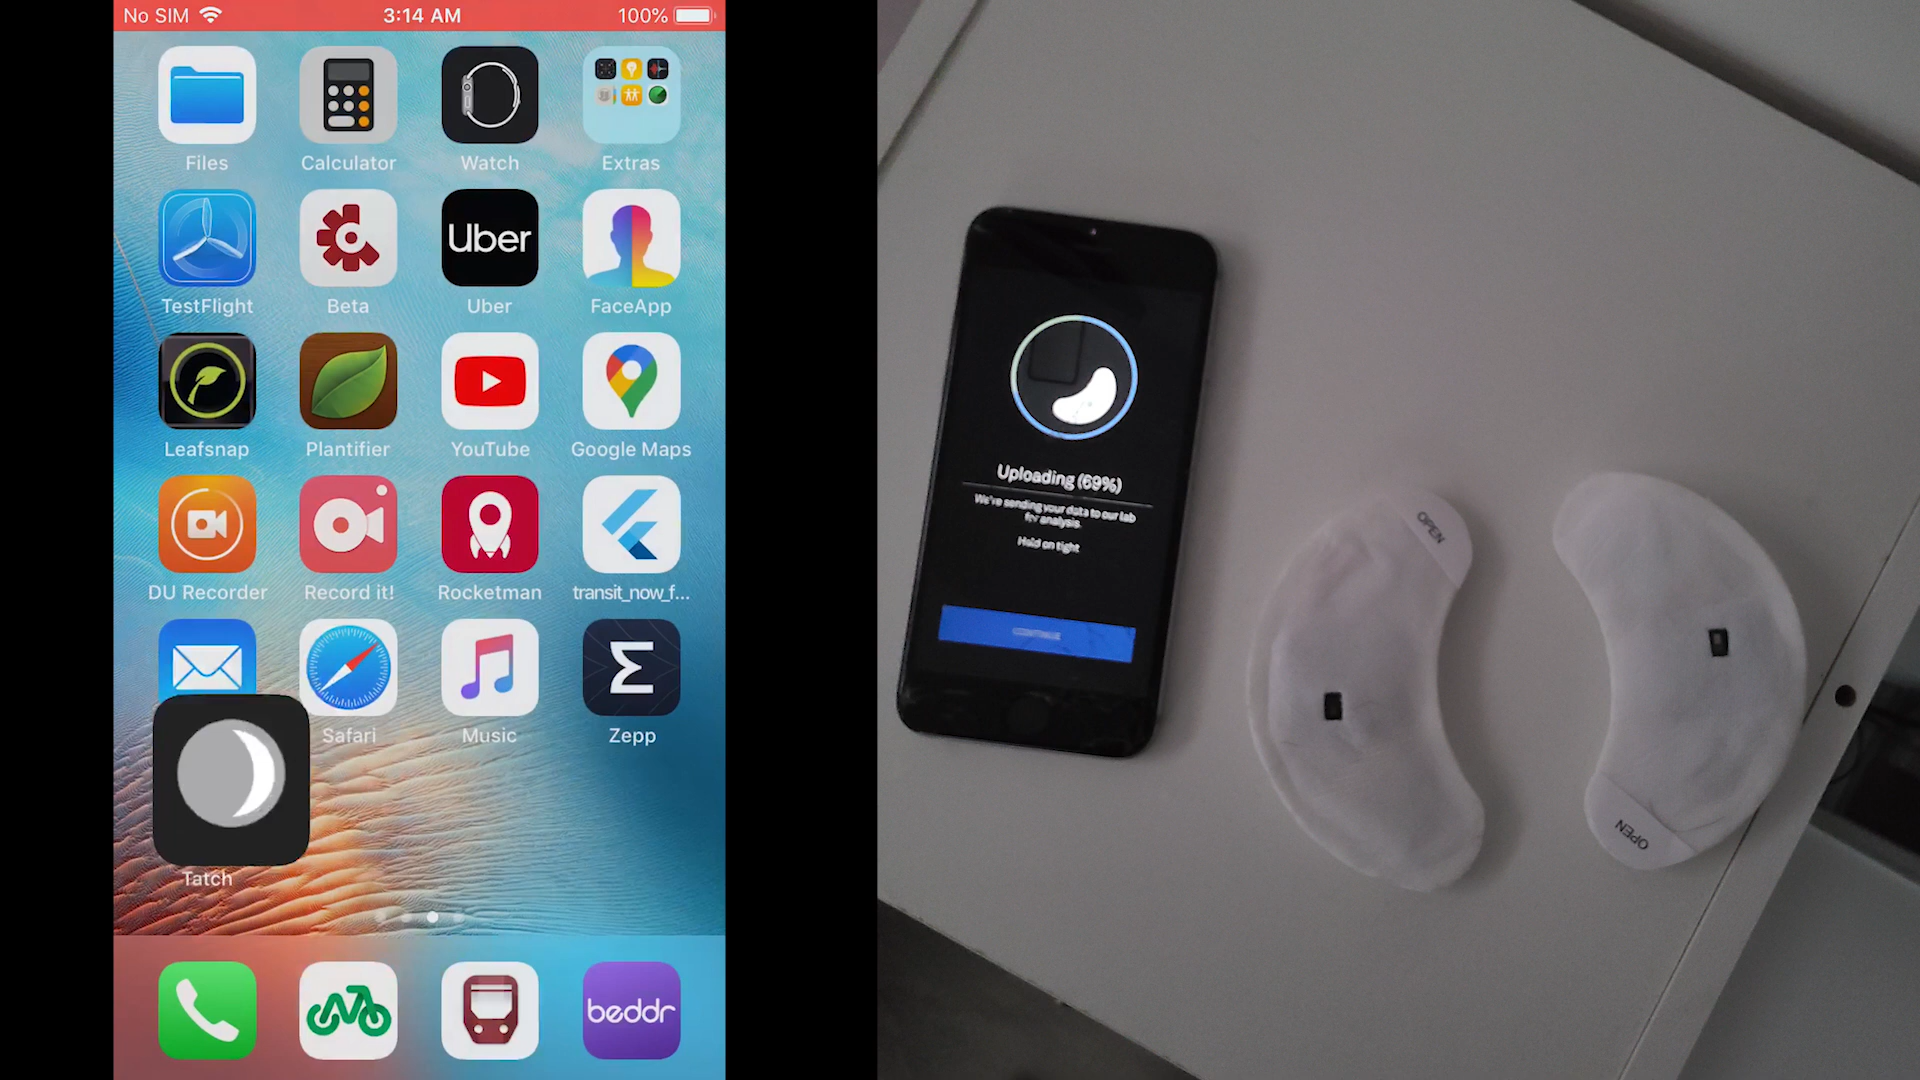 No SIM 3:14 AM 100%
Files Calculator Watch Extras
Uber
TestFlight Beta Uber FaceApp
Leafsnap Plantifier YouTube Google Maps
DU Recorder Record it! Rocketman transit_now_f...
Safari Music Zepp
Tatch
beddr
Uploading (69%)
We're sending your data to our lab
for analysis.
Hold on tight
CONTINUE
OPEN
OPEN